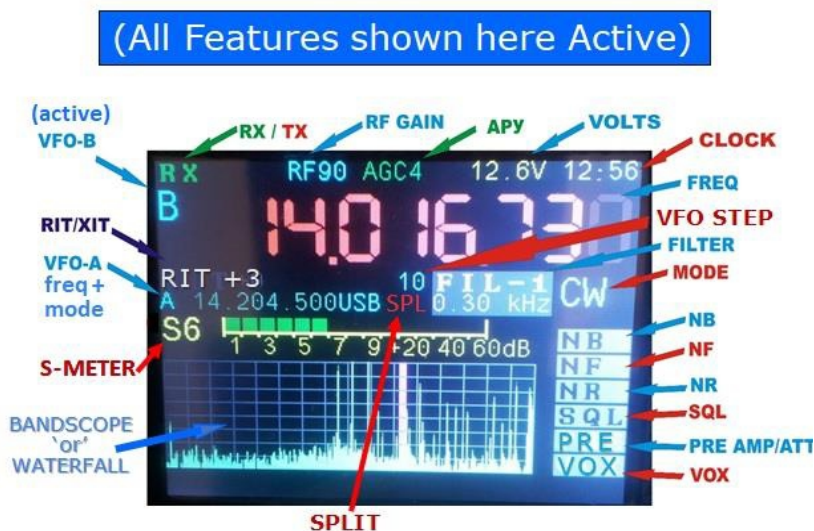 (All Features shown here Active)
(active)
VFO-B
RX / TX
RF GAIN
АРУ
VOLTS
CLOCK
RX RF90 AGC4 12.6V 12:56
B 14.016.730
FREQ
RIT/XIT
VFO STEP
FILTER
VFO-A
freq +
mode
RIT +3 10 FIL-1 CW
MODE
A 14.204.500USB SPL 0.30 kHz
S6
1 3 5 7 9 +20 40 60dB
S-METER
NB
NB
NF
NF
NR
NR
SQL
SQL
PRE
PRE AMP/ATT
VOX
VOX
BANDSCOPE
'or'
WATERFALL
SPLIT